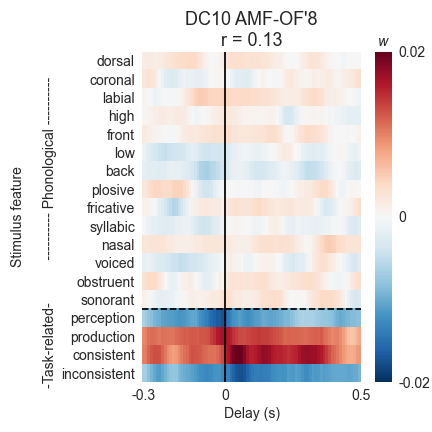 DC10 AMF-OF'8
r = 0.13
w
dorsal
coronal
labial
high
front
low
back
plosive
fricative
syllabic
nasal
voiced
obstruent
sonorant
perception
production
consistent
inconsistent
Stimulus feature
-Task-related- ----------- Phonological -----------
-0.3 0 0.5
Delay (s)
0.02
0
-0.02